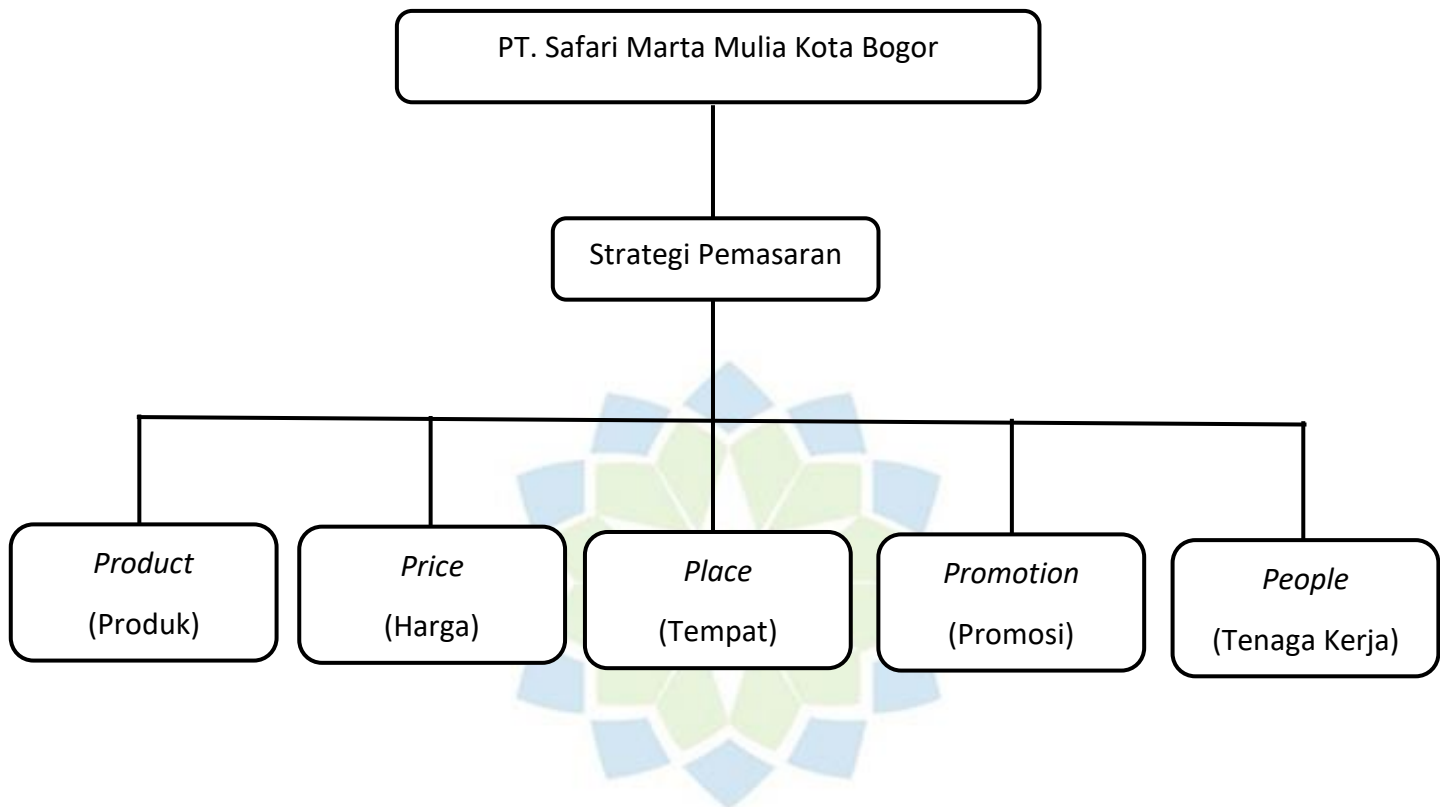 PT. Safari Marta Mulia Kota Bogor
Strategi Pemasaran
Product
(Produk)
Price
(Harga)
Place
(Tempat)
Promotion
(Promosi)
People
(Tenaga Kerja)